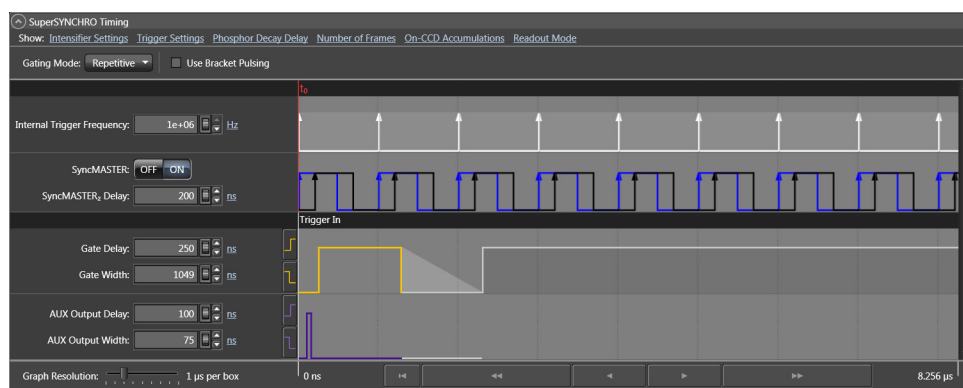 SuperSYNCHRO Timing
Show: Intensifier Settings Trigger Settings Phosphor Decay Delay Number of Frames On-CCD Accumulations Readout Mode
Gating Mode: Repetitive Use Bracket Pulsing
t0
Internal Trigger Frequency: 1e+06 Hz
SyncMASTER: OFF ON
SyncMASTER2 Delay: 200 ns
Trigger In
Gate Delay: 250 ns
Gate Width: 1049 ns
AUX Output Delay: 100 ns
AUX Output Width: 75 ns
Graph Resolution: 1 µs per box 0 ns 8.256 µs